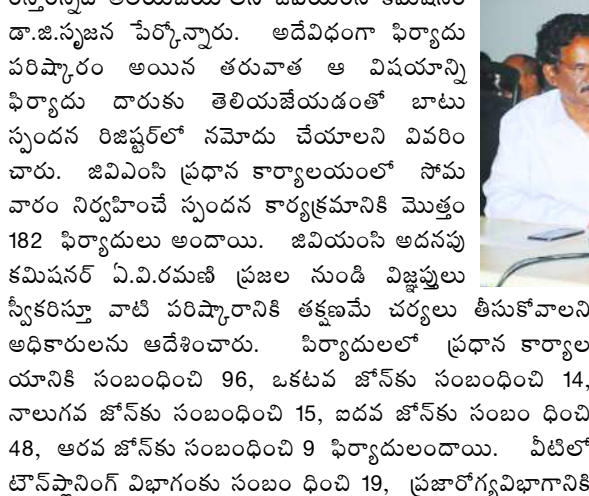 డా.జి.సృజన పేర్కోన్నారు. అదేవిధంగా ఫిర్యాదు
పరిష్కారం అయిన తరువాత ఆ విషయాన్ని
ఫిర్యాదు దారుకు తెలియజేయడంతో బాటు
స్పందన రిజిష్టర్‌లో నమోదు చేయాలని వివరిం
చారు. జివిఎంసి ప్రధాన కార్యాలయంలో సోమ
వారం నిర్వహించే స్పందన కార్యక్రమానికి మొత్తం
182 ఫిర్యాదులు అందాయి. జివియంసి అదనపు
కమిషనర్ ఏ.వి.రమణి ప్రజల నుండి విజ్ఞప్తులు
స్వీకరిస్తూ వాటి పరిష్కారానికి తక్షణమే చర్యలు తీసుకోవాలని
అధికారులను ఆదేశించారు. పిర్యాదులలో ప్రధాన కార్యాల
యానికి సంబంధించి 96, ఒకటవ జోన్‌కు సంబంధించి 14,
నాలుగవ జోన్‌కు సంబంధించి 15, ఐదవ జోన్‌కు సంబం ధించి
48, ఆరవ జోన్‌కు సంబంధించి 9 ఫిర్యాదులందాయి. వీటిలో
టౌన్‌ప్లానింగ్ విభాగంకు సంబం ధించి 19, ప్రజారోగ్యవిభాగానికి